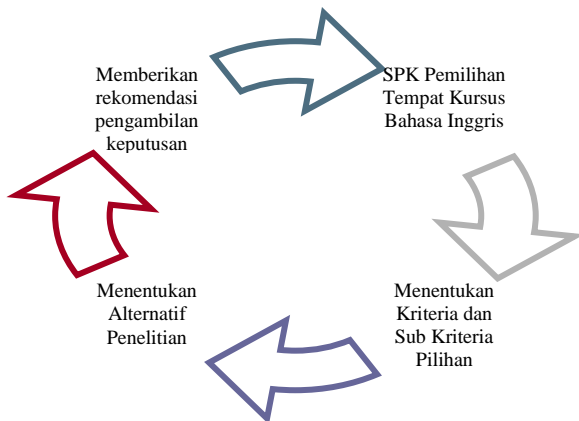 Memberikan
rekomendasi
pengambilan
keputusan
SPK Pemilihan
Tempat Kursus
Bahasa Inggris
Menentukan
Kriteria dan
Sub Kriteria
Pilihan
Menentukan
Alternatif
Penelitian